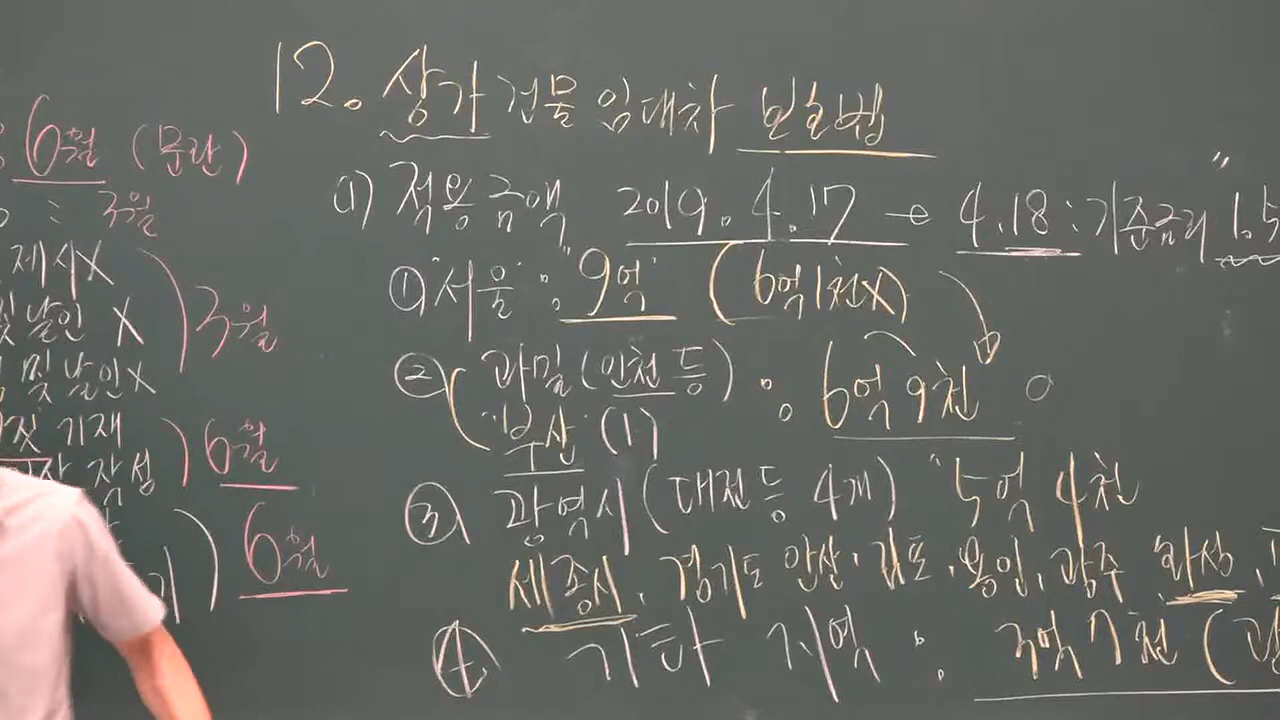 12. 상가 건물 임대차 보호법
(1) 적용금액 2019.4.17 → 4.18:기준금리 "1.5
① "서울": "9억" (6억1천X)
② 과밀(인천 등) : 6억 9천 ○
"부산 (1)
③ 광역시(대전등 4개) "5억 4천
세종시, 경기도 안산·김포·용인, 광주 화성,
④ 기타 지역 : 3억 7천 (
6월 (문란)
: 3월
제시X
날인 X
3월
및 날인X
기재
작성
6월
6월